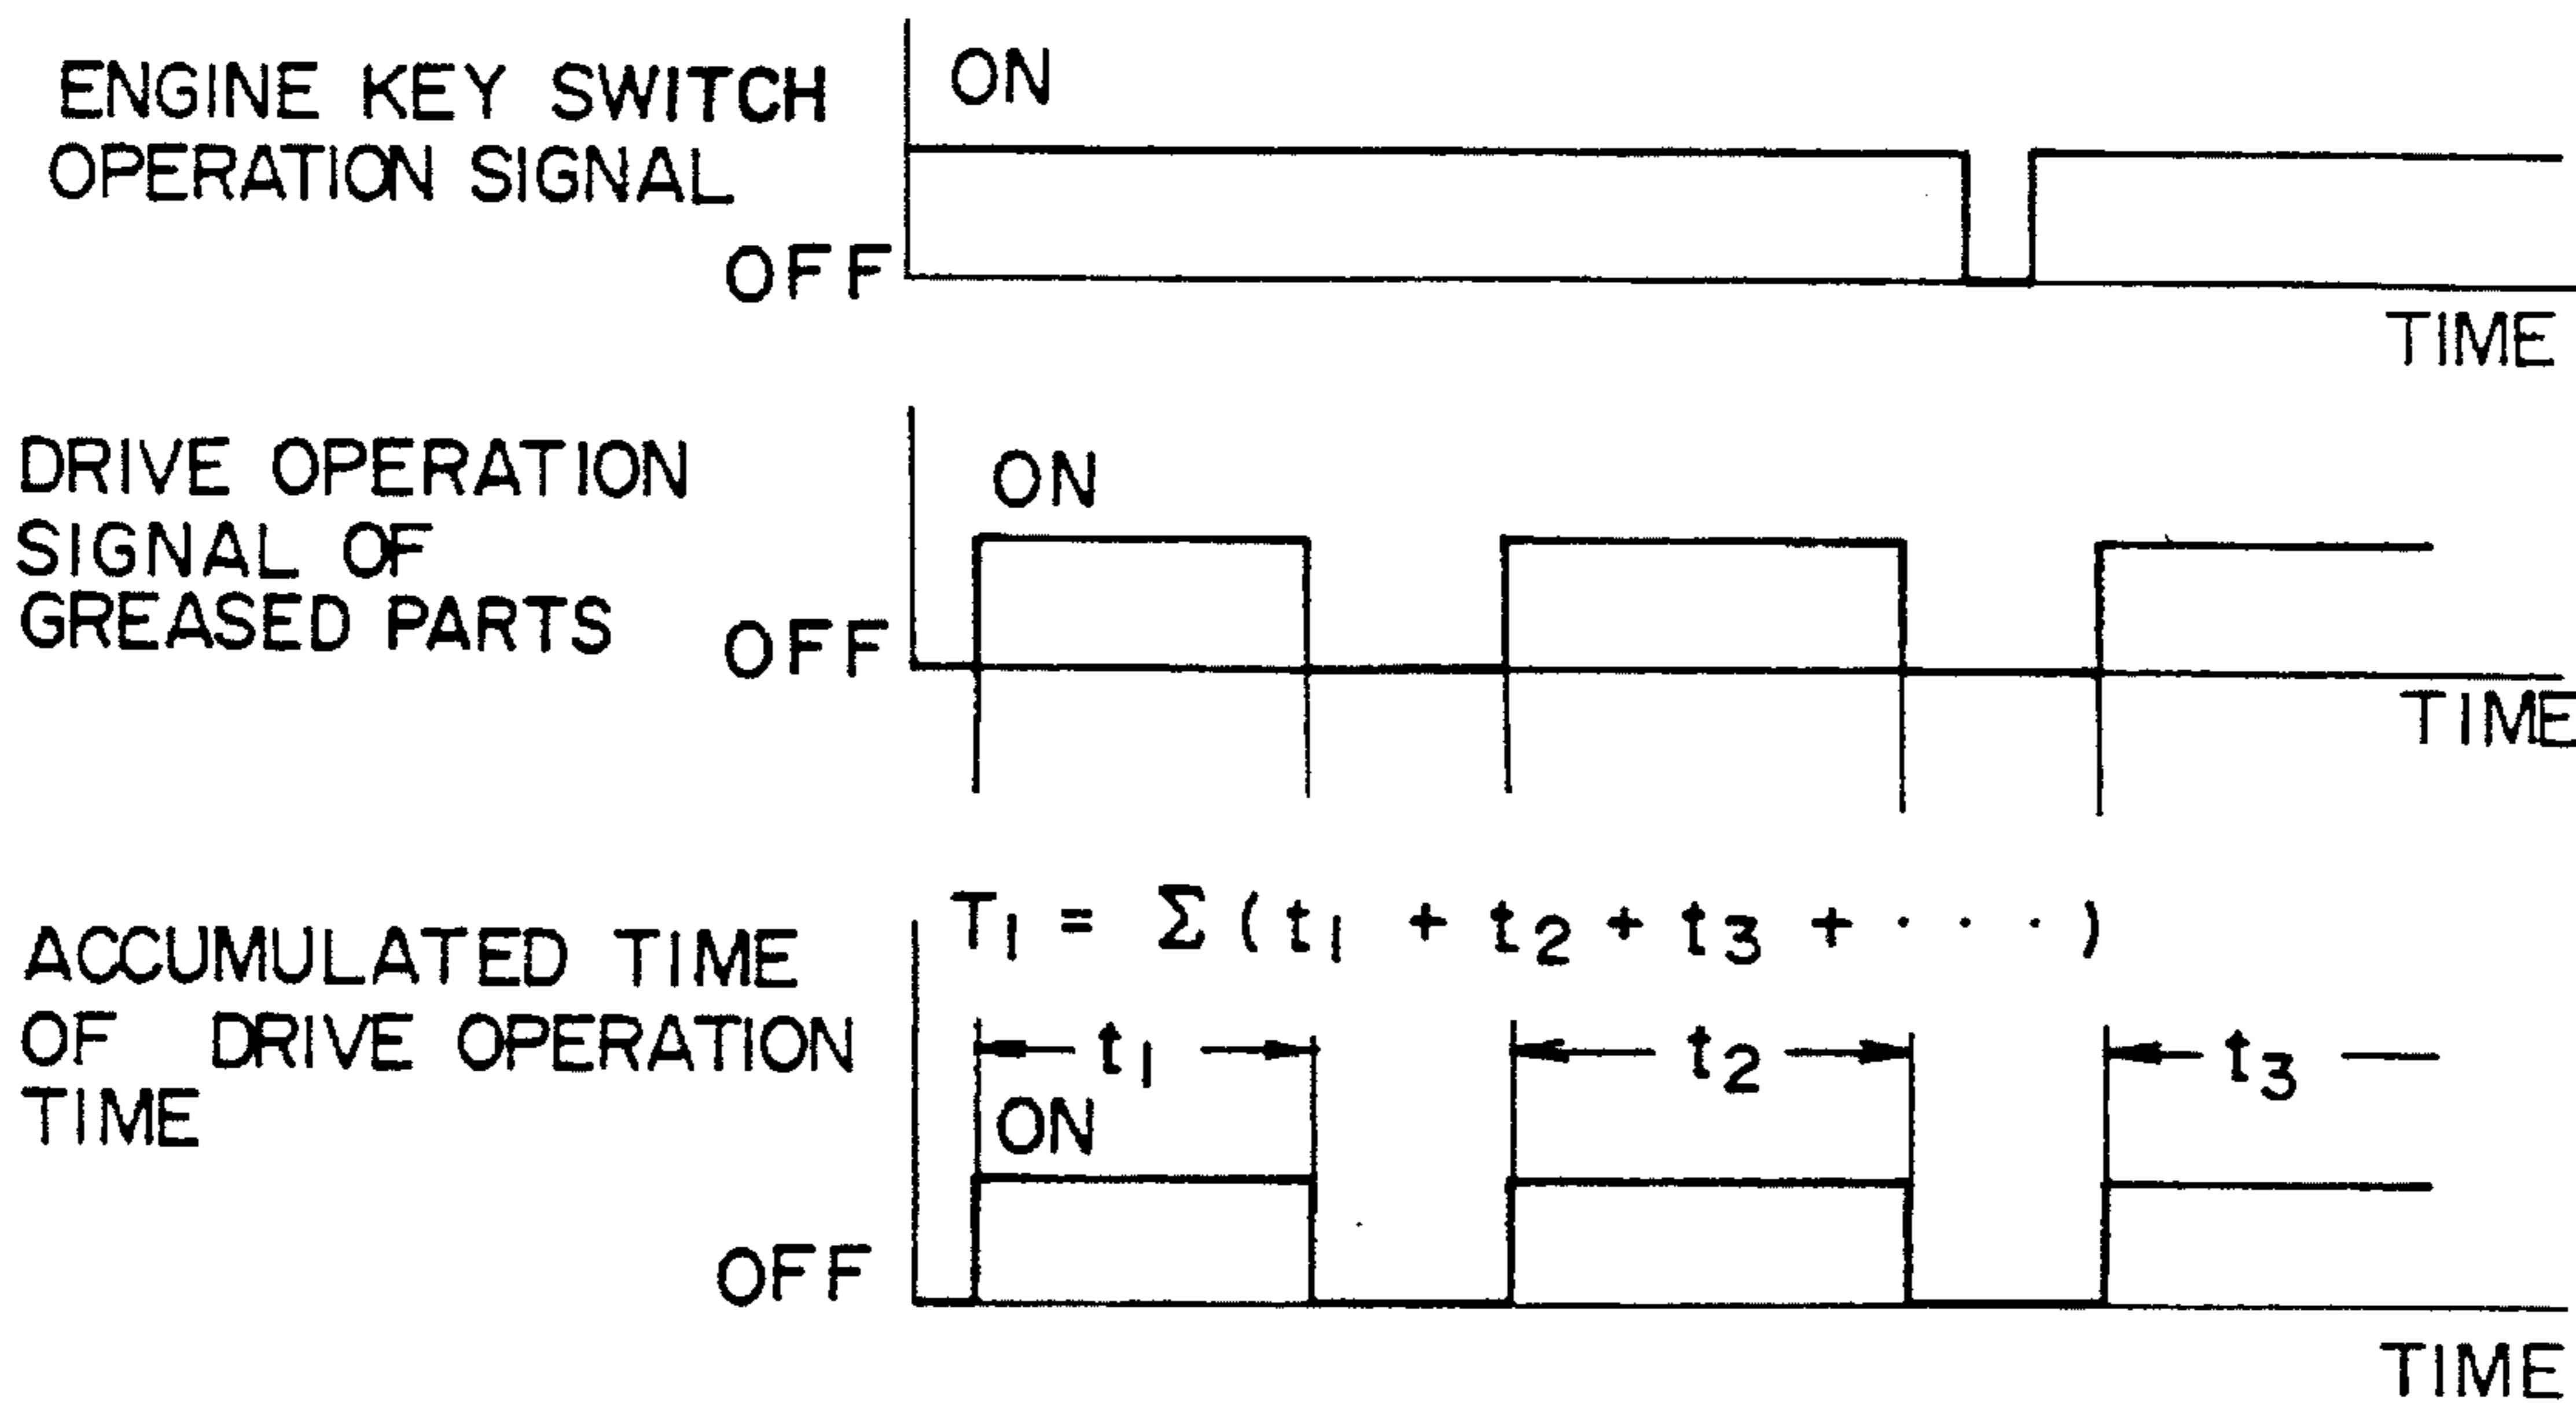 ENGINE KEY SWITCH
OPERATION SIGNAL
ON
OFF
TIME
DRIVE OPERATION
SIGNAL OF
GREASED PARTS
ON
OFF
TIME
ACCUMULATED TIME
OF DRIVE OPERATION
TIME
T₁ = Σ ( t₁ + t₂ + t₃ + · · · )
t₁
t₂
t₃
ON
OFF
TIME